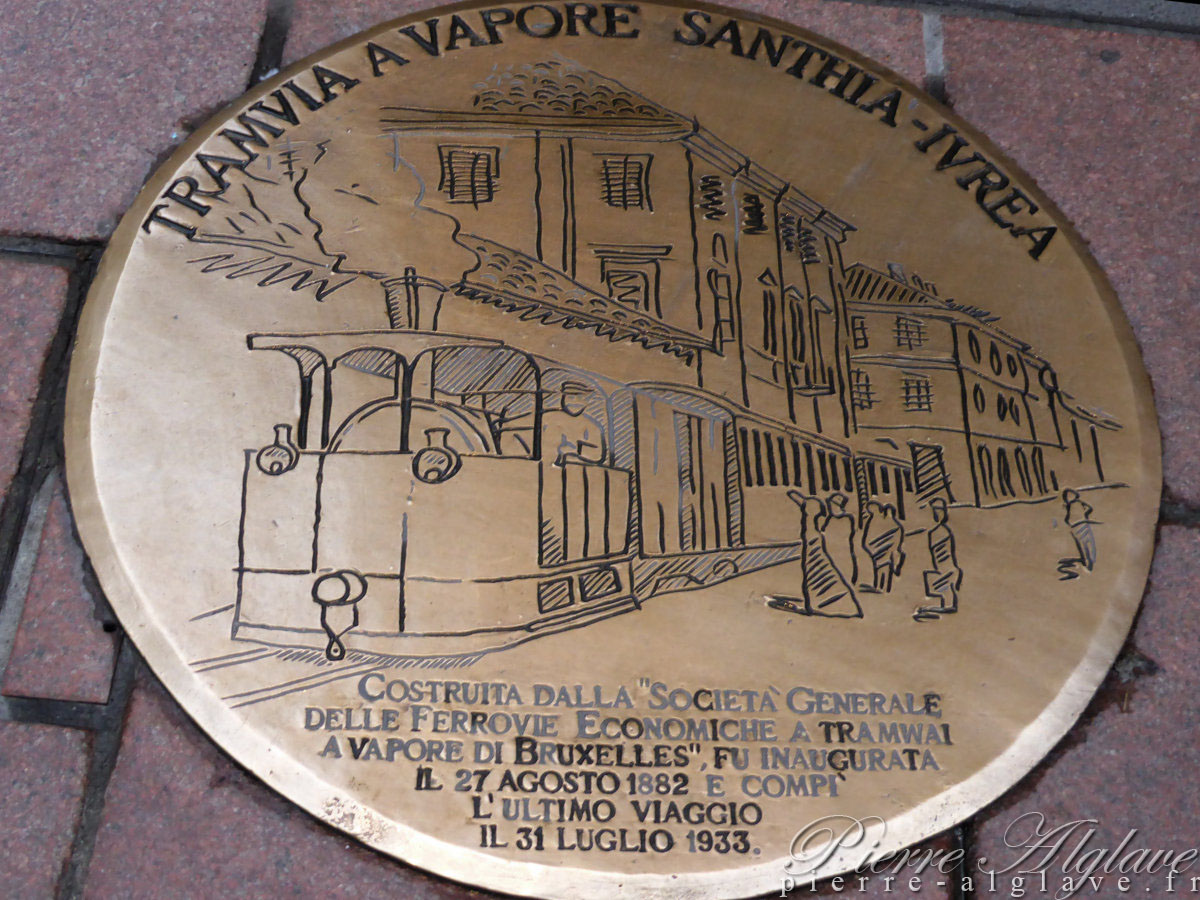 TRAMVIA A VAPORE SANTHIA-IVREA
COSTRUITA DALLA "SOCIETÀ GENERALE
DELLE FERROVIE ECONOMICHE A TRAMWAI
A VAPORE DI BRUXELLES", FU INAUGURATA
IL 27 AGOSTO 1882 E COMPÌ
L'ULTIMO VIAGGIO
IL 31 LUGLIO 1933.
Pierre Alglave
pierre-alglave.fr